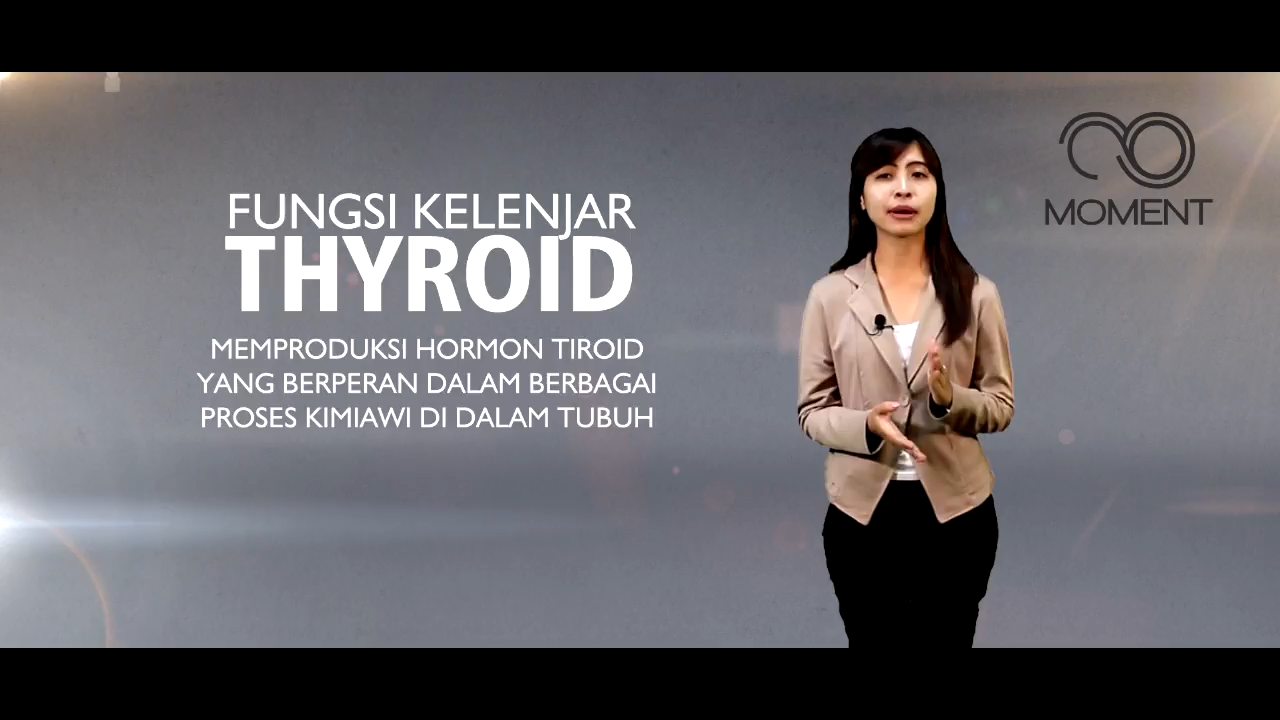 FUNGSI KELENJAR
THYROID
MEMPRODUKSI HORMON TIROID
YANG BERPERAN DALAM BERBAGAI
PROSES KIMIAWI DI DALAM TUBUH
MOMENT